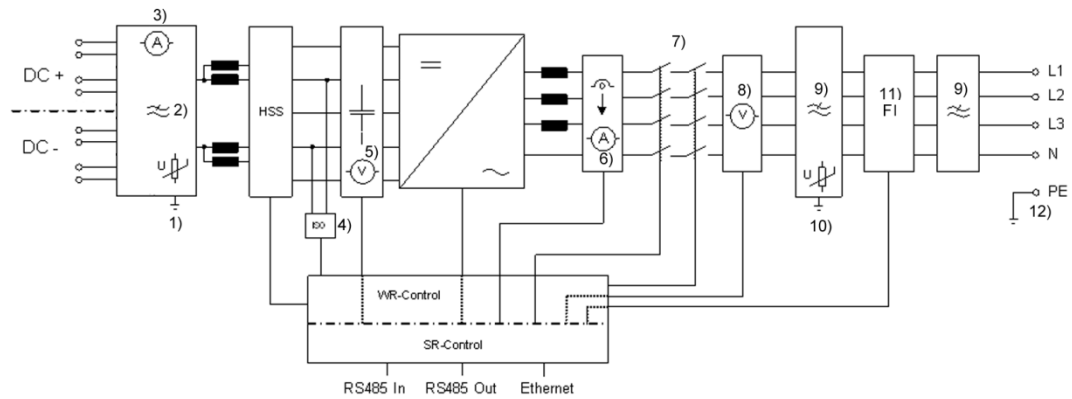 3)
A
DC +
2)
DC -
U
1)
HSS
ISO
4)
5)
V
A
6)
7)
8)
V
9)
U
10)
11)
FI
9)
L1
L2
L3
N
PE
12)
WR-Control
SR-Control
RS485 In
RS485 Out
Ethernet